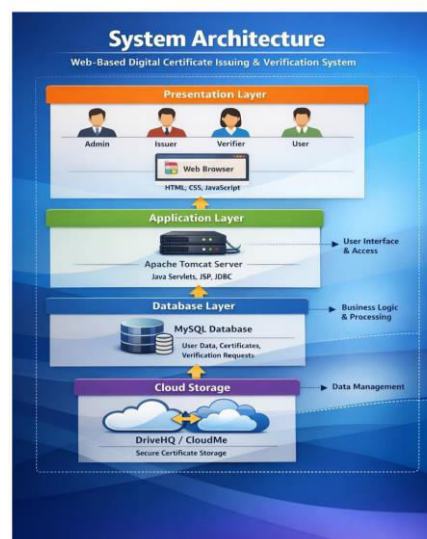 System Architecture
Web-Based Digital Certificate Issuing & Verification System
Presentation Layer
Admin
Issuer
Verifier
User
Web Browser
HTML, CSS, JavaScript
Application Layer
Apache Tomcat Server
Java Servlets, JSP, JDBC
User Interface
& Access
Database Layer
MySQL Database
User Data, Certificates,
Verification Requests
Business Logic
& Processing
Cloud Storage
DriveHQ / CloudMe
Secure Certificate Storage
Data Management